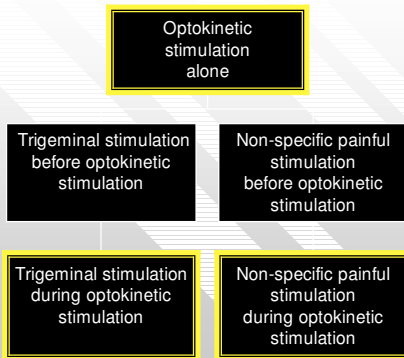 Optokinetic
stimulation
alone
Trigeminal stimulation
before optokinetic
stimulation
Non-specific painful
stimulation
before optokinetic
stimulation
Trigeminal stimulation
during optokinetic
stimulation
Non-specific painful
stimulation
during optokinetic
stimulation